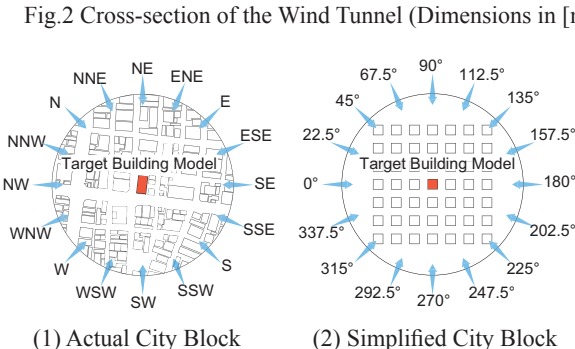 Fig.2 Cross-section of the Wind Tunnel (Dimensions in [
NE
NNE
ENE
N
E
NNW
ESE
Target Building Model
NW
SE
WNW
SSE
W
S
WSW
SSW
SW
(1) Actual City Block
90°
67.5°
112.5°
45°
135°
22.5°
157.5°
Target Building Model
0°
180°
337.5°
202.5°
315°
225°
292.5°
247.5°
270°
(2) Simplified City Block